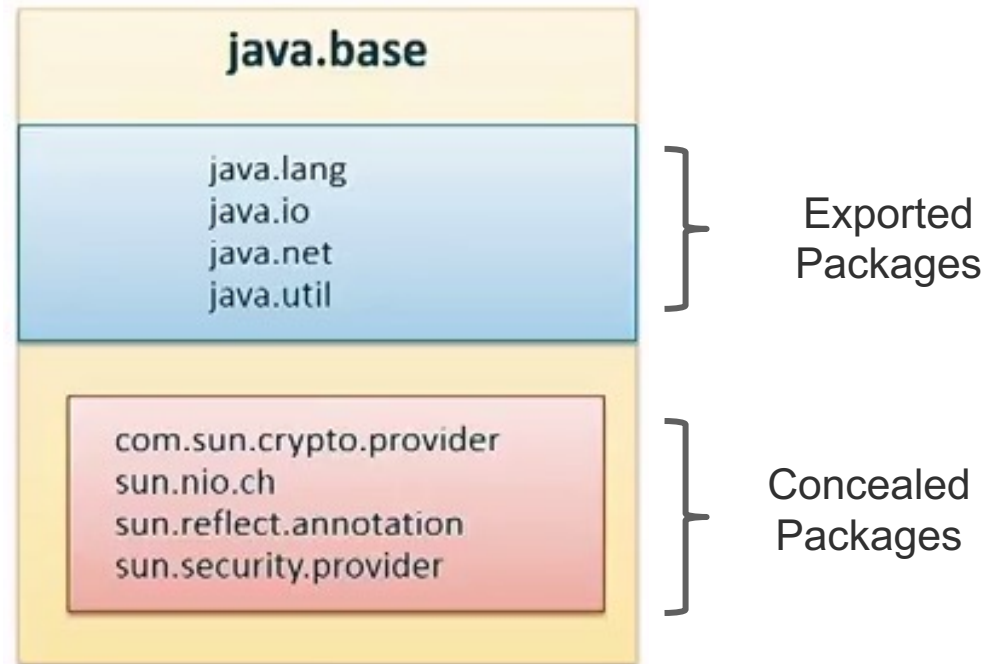 java.base
java.lang
java.io
java.net
java.util
Exported
Packages
com.sun.crypto.provider
sun.nio.ch
sun.reflect.annotation
sun.security.provider
Concealed
Packages